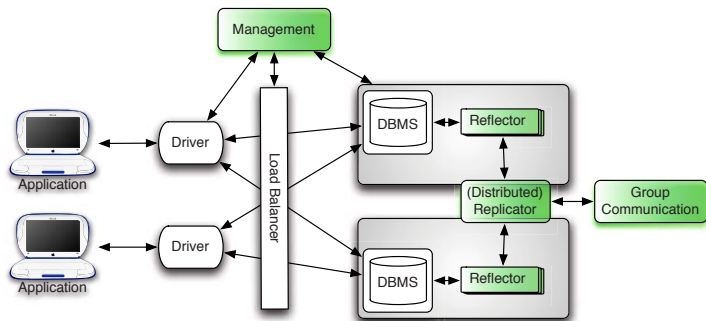 Management
DBMS
Reflector
Driver
Application
Load Balancer
(Distributed)
Replicator
Group
Communication
Driver
Application
DBMS
Reflector